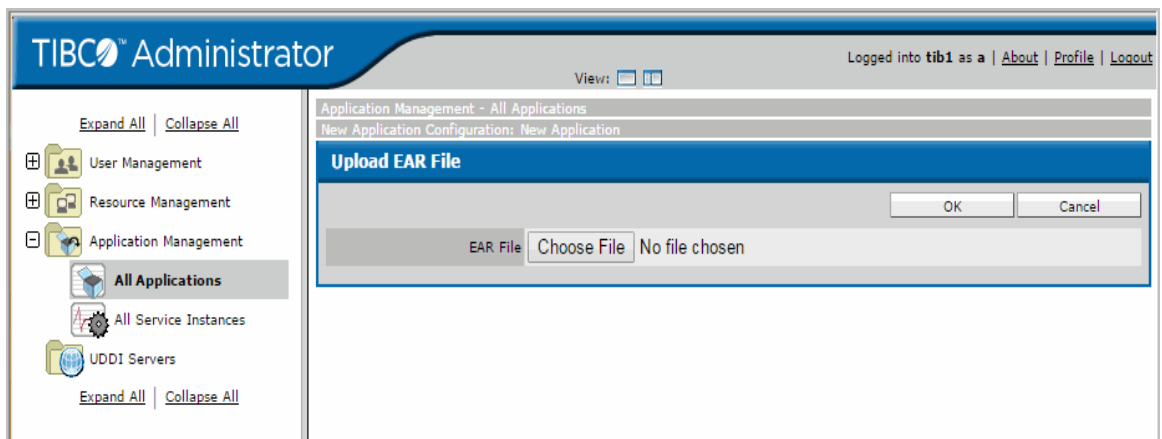 TIBCO™ Administrator
Logged into tib1 as a | About | Profile | Logout
View:
Expand All | Collapse All
User Management
Resource Management
Application Management
All Applications
All Service Instances
UDDI Servers
Expand All | Collapse All
Application Management - All Applications
New Application Configuration: New Application
Upload EAR File
OK Cancel
EAR File Choose File No file chosen